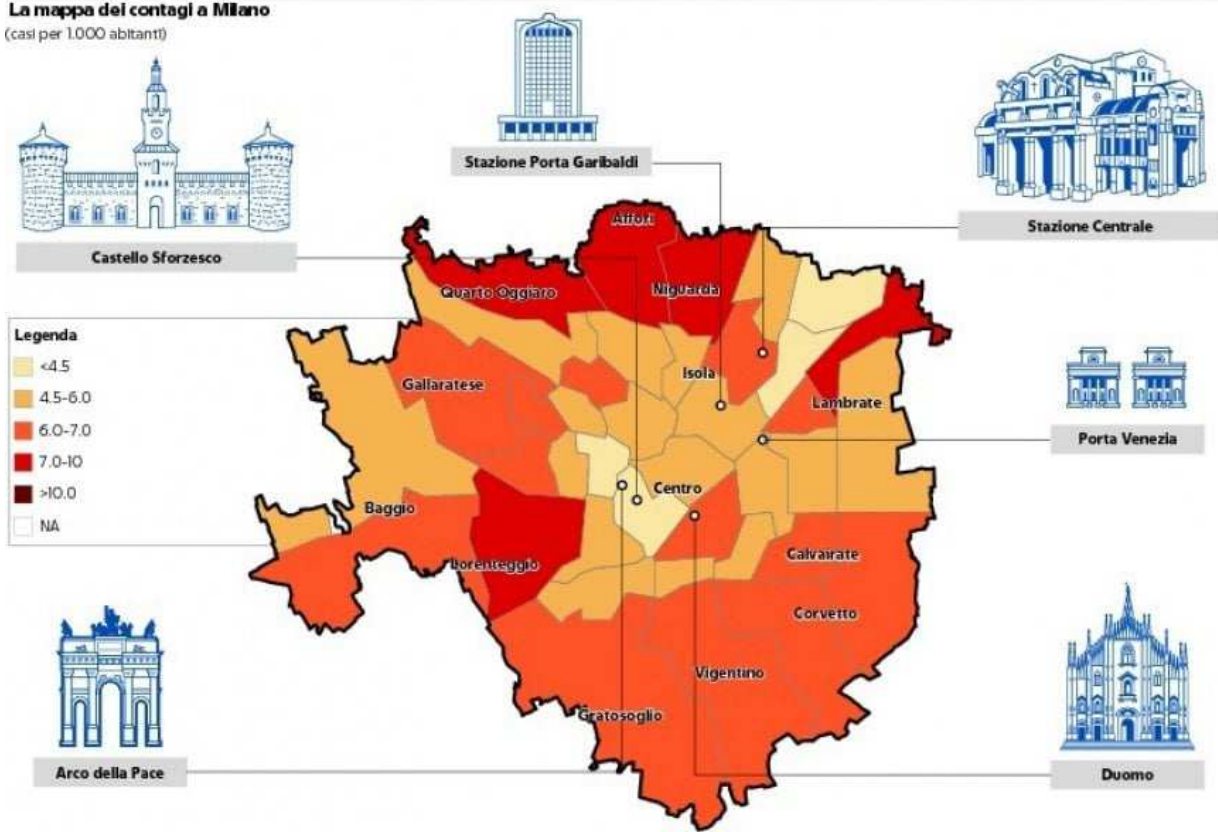 La mappa dei contagi a Milano
(casi per 1.000 abitanti)
Stazione Porta Garibaldi
Stazione Centrale
Castello Sforzesco
Affori
Quarto Oggiaro
Niguarda
Legenda
<4.5
4.5-6.0
6.0-7.0
7.0-10
>10.0
NA
Gallaratese
Isola
Lambrate
Porta Venezia
Centro
Baggio
Lorenteggio
Calvairate
Corvetto
Vigentino
Gratosoglio
Arco della Pace
Duomo